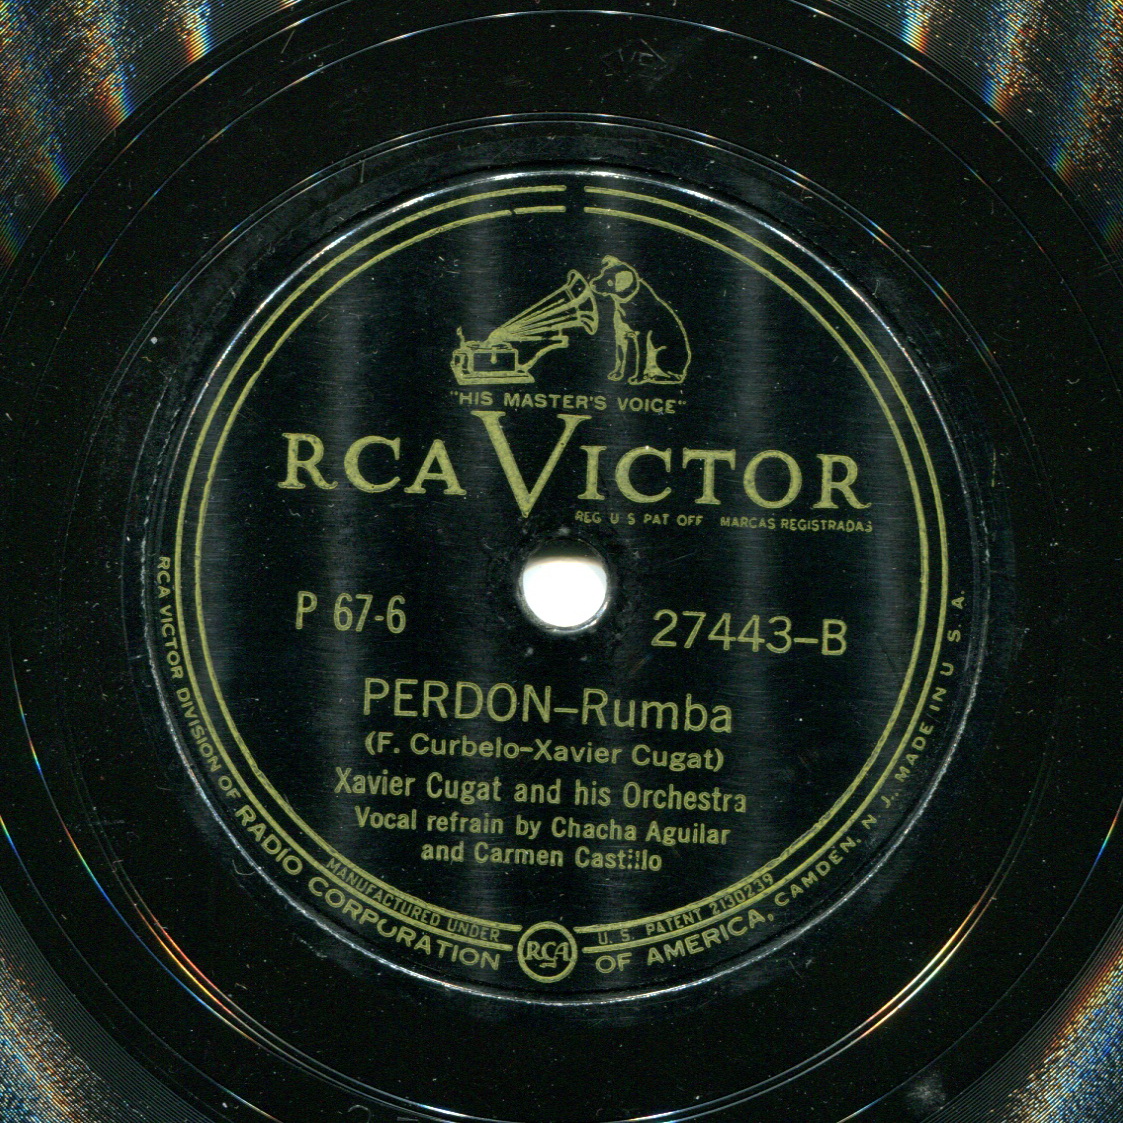 "HIS MASTER'S VOICE"
RCA VICTOR
REG U S PAT OFF MARCAS REGISTRADAS
P 67-6
27443-B
PERDON-Rumba
(F. Curbelo-Xavier Cugat)
Xavier Cugat and his Orchestra
Vocal refrain by Chacha Aguilar
and Carmen Castillo
MANUFACTURED UNDER U. S. PATENT 2130239
RCA VICTOR DIVISION OF RADIO CORPORATION OF AMERICA, CAMDEN, N J., MADE IN U. S. A.
RCA